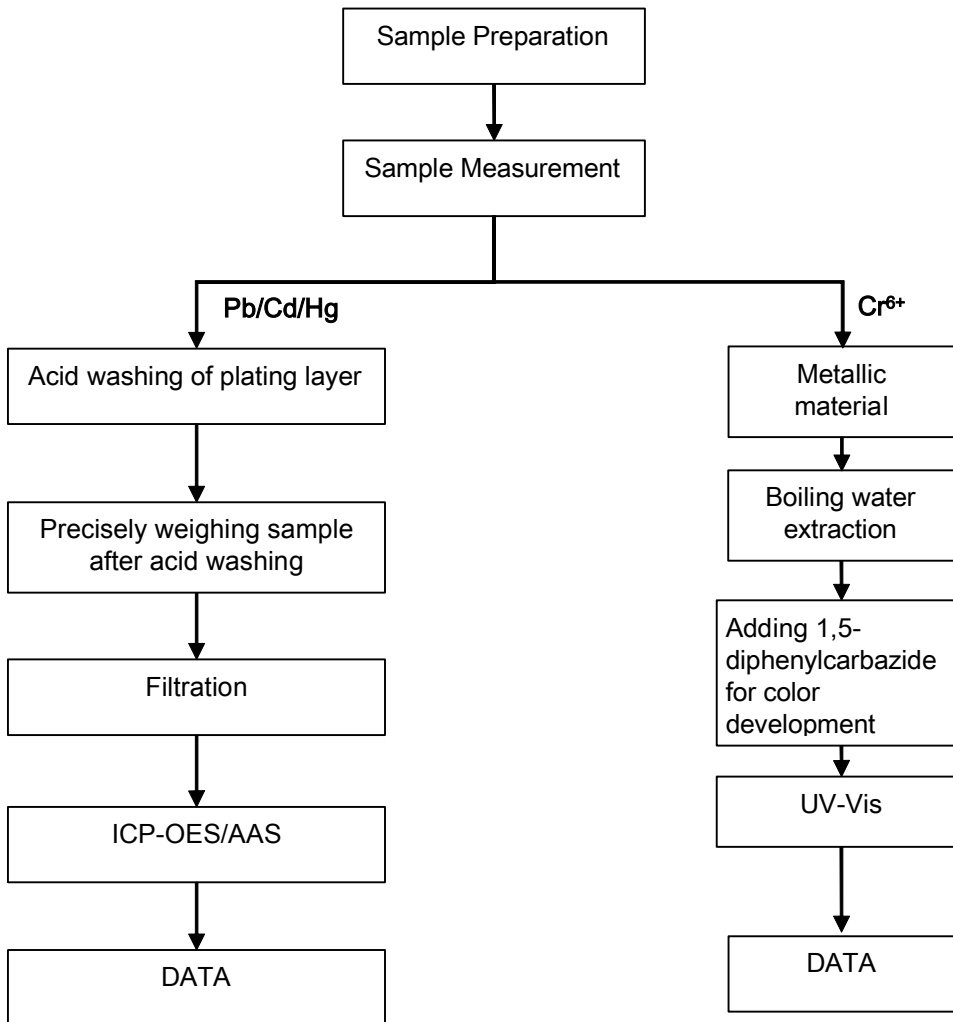 Sample Preparation
Sample Measurement
Pb/Cd/Hg
Acid washing of plating layer
Precisely weighing sample
after acid washing
Filtration
ICP-OES/AAS
DATA
Cr⁶⁺
Metallic
material
Boiling water
extraction
Adding 1,5-
diphenylcarbazide
for color
development
UV-Vis
DATA